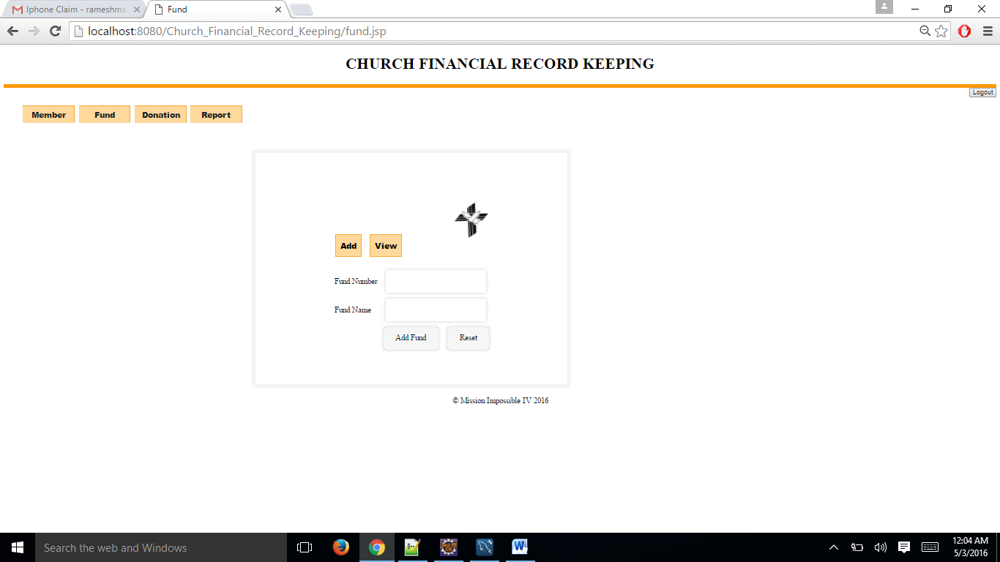 Iphone Claim - rameshma
Fund
localhost:8080/Church_Financial_Record_Keeping/fund.jsp
CHURCH FINANCIAL RECORD KEEPING
Logout
Member Fund Donation Report
Add View
Fund Number
Fund Name
Add Fund Reset
© Mission Impossible IV 2016
Search the web and Windows
12:04 AM
5/3/2016